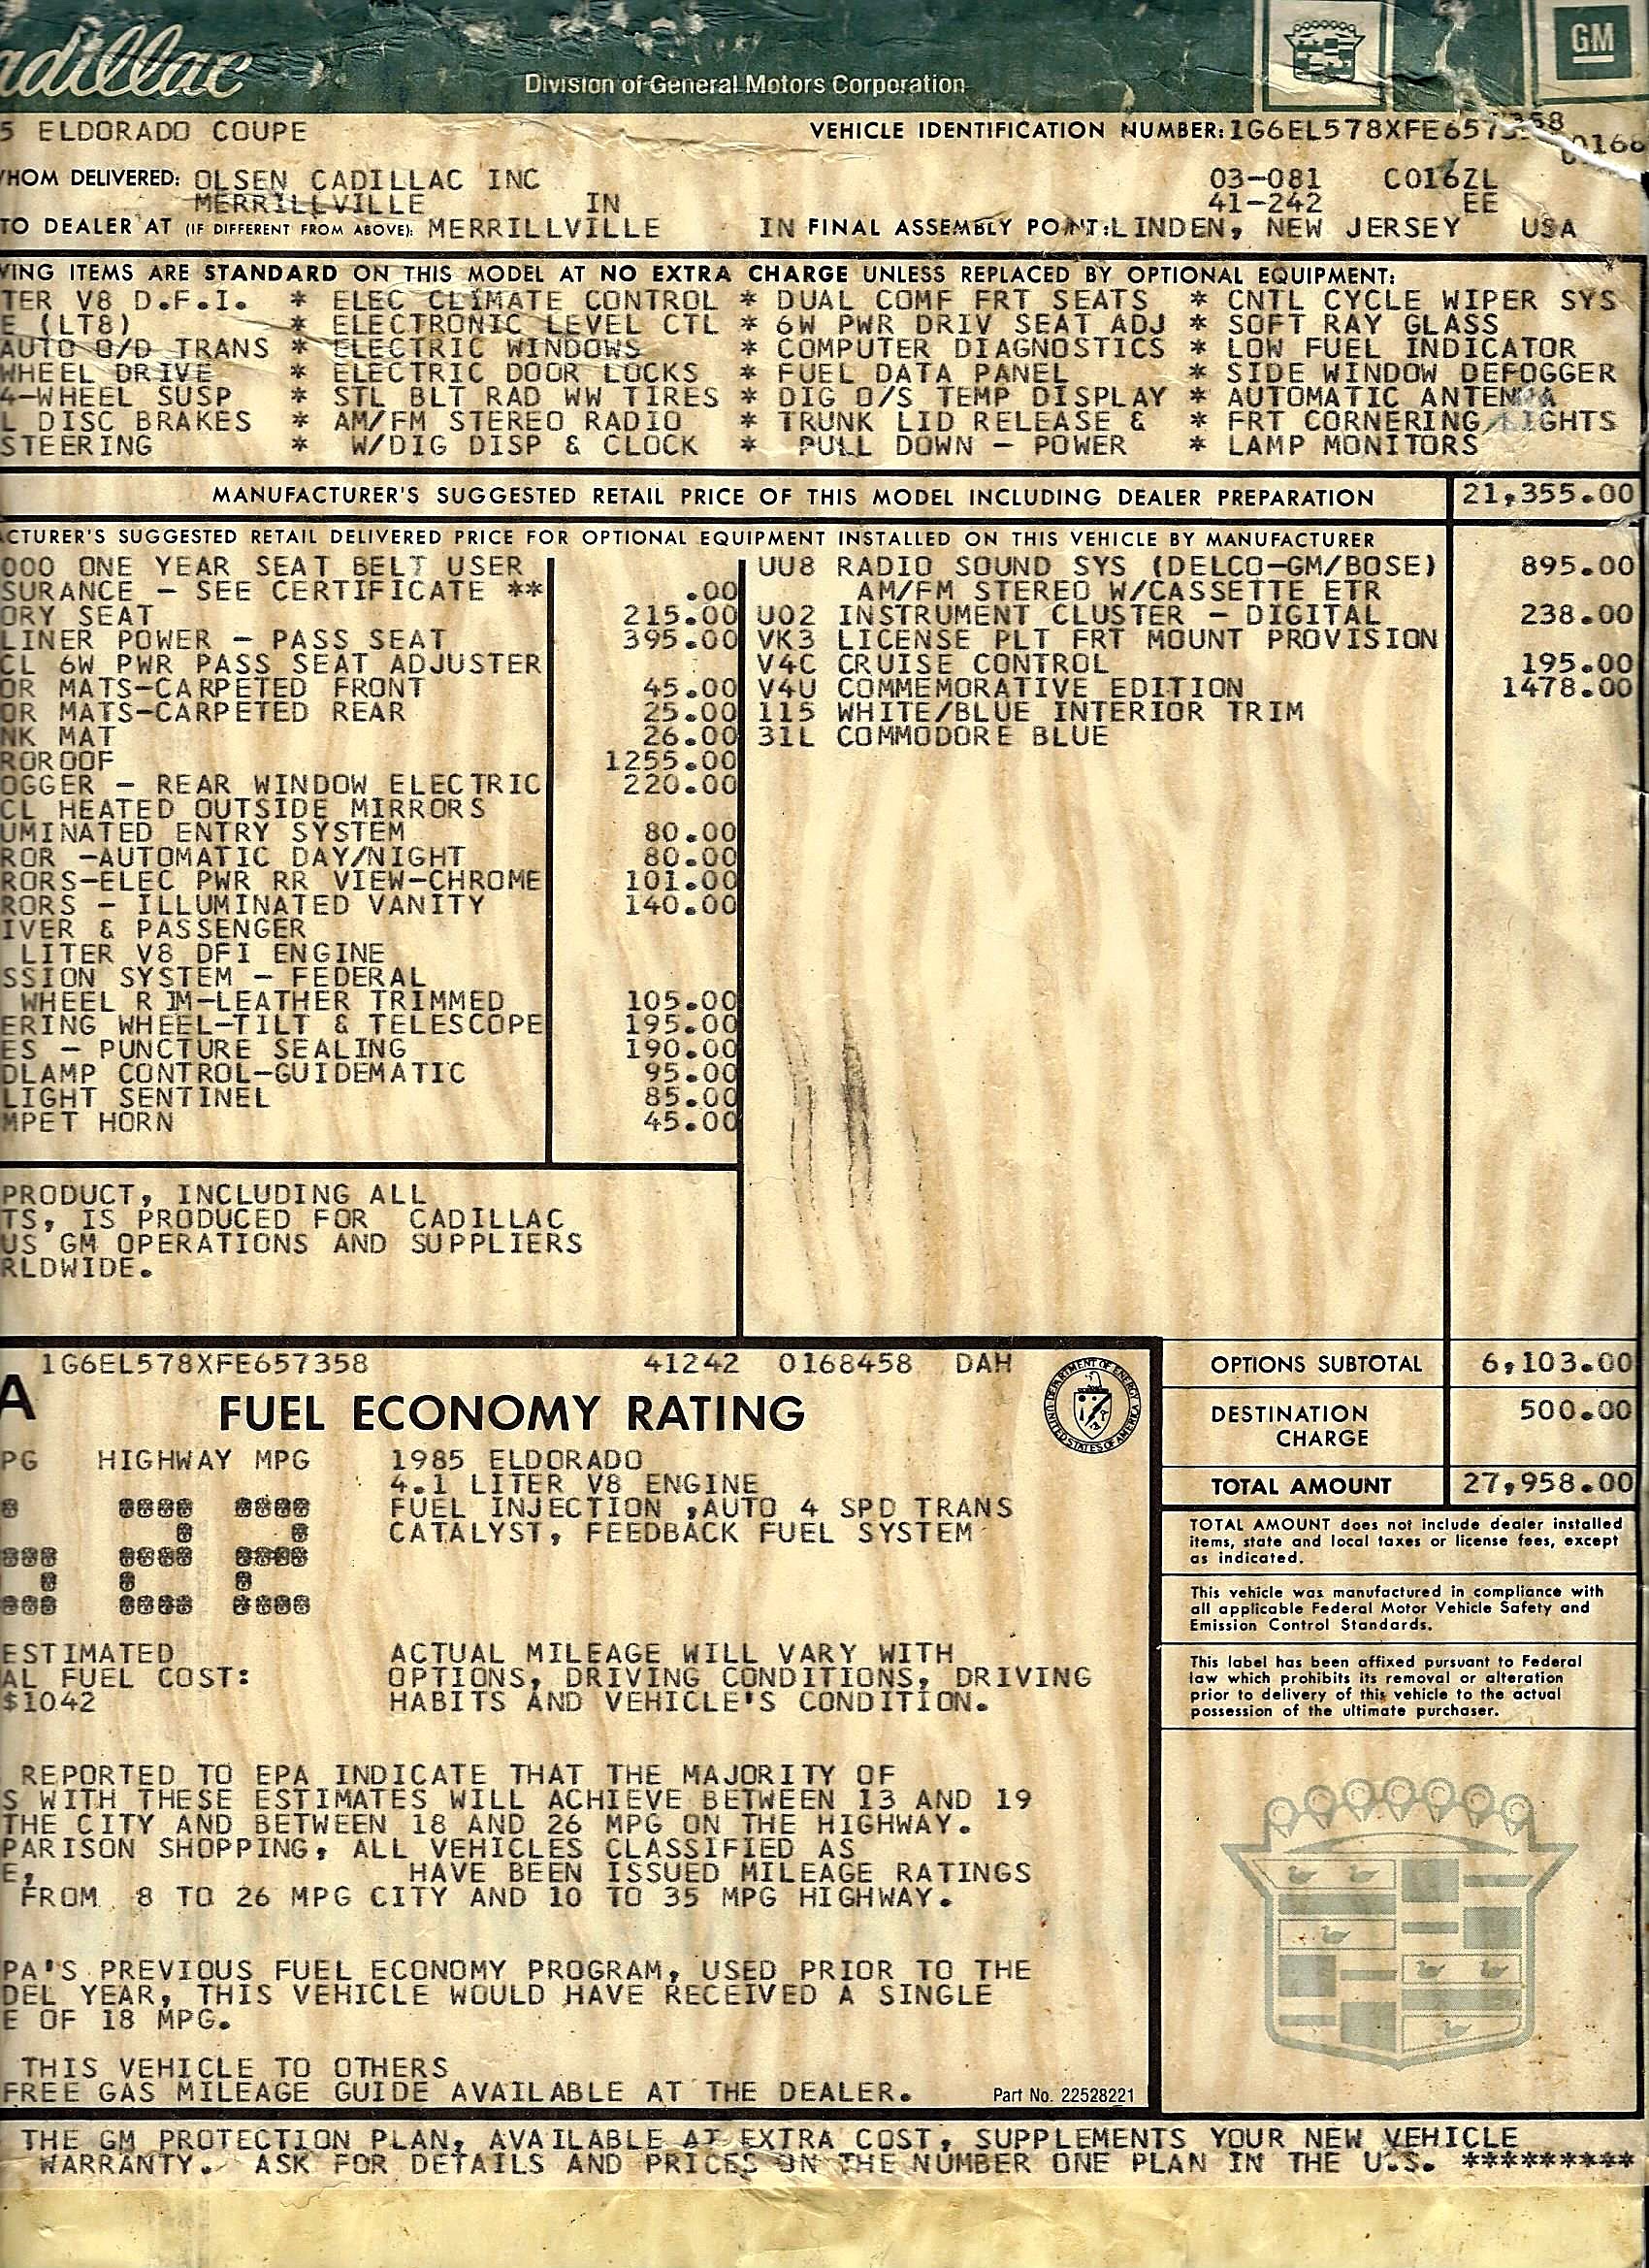 adillac
Division of General Motors Corporation
GM
5 ELDORADO COUPE VEHICLE IDENTIFICATION NUMBER: 1G6EL578XFE657358
HOM DELIVERED: OLSEN CADILLAC INC 03-081 C016ZL
MERRILLVILLE IN 41-242 EE
TO DEALER AT (IF DIFFERENT FROM ABOVE): MERRILLVILLE IN FINAL ASSEMBLY POINT: LINDEN, NEW JERSEY USA
VING ITEMS ARE STANDARD ON THIS MODEL AT NO EXTRA CHARGE UNLESS REPLACED BY OPTIONAL EQUIPMENT:
TER V8 D.F.I. * ELEC CLIMATE CONTROL * DUAL COMF FRT SEATS * CNTL CYCLE WIPER SYS
E (LT8) * ELECTRONIC LEVEL CTL * 6W PWR DRIV SEAT ADJ * SOFT RAY GLASS
AUTO O/D TRANS * ELECTRIC WINDOWS * COMPUTER DIAGNOSTICS * LOW FUEL INDICATOR
WHEEL DRIVE * ELECTRIC DOOR LOCKS * FUEL DATA PANEL * SIDE WINDOW DEFOGGER
4-WHEEL SUSP * STL BLT RAD WW TIRES * DIG O/S TEMP DISPLAY * AUTOMATIC ANTENNA
L DISC BRAKES * AM/FM STEREO RADIO * TRUNK LID RELEASE & * FRT CORNERING LIGHTS
STEERING * W/DIG DISP & CLOCK * PULL DOWN - POWER * LAMP MONITORS
MANUFACTURER'S SUGGESTED RETAIL PRICE OF THIS MODEL INCLUDING DEALER PREPARATION 21,355.00
CTURER'S SUGGESTED RETAIL DELIVERED PRICE FOR OPTIONAL EQUIPMENT INSTALLED ON THIS VEHICLE BY MANUFACTURER
000 ONE YEAR SEAT BELT USER
SURANCE - SEE CERTIFICATE ** .00
ORY SEAT 215.00
LINER POWER - PASS SEAT 395.00
CL 6W PWR PASS SEAT ADJUSTER
OR MATS-CARPETED FRONT 45.00
OR MATS-CARPETED REAR 25.00
NK MAT 26.00
ROROOF 1255.00
OGGER - REAR WINDOW ELECTRIC 220.00
CL HEATED OUTSIDE MIRRORS
UMINATED ENTRY SYSTEM 80.00
ROR -AUTOMATIC DAY/NIGHT 80.00
RORS-ELEC PWR RR VIEW-CHROME 101.00
RORS - ILLUMINATED VANITY 140.00
IVER & PASSENGER
LITER V8 DFI ENGINE
SSION SYSTEM - FEDERAL
WHEEL RIM-LEATHER TRIMMED 105.00
ERING WHEEL-TILT & TELESCOPE 195.00
ES - PUNCTURE SEALING 190.00
DLAMP CONTROL-GUIDEMATIC 95.00
LIGHT SENTINEL 85.00
MPET HORN 45.00
UU8 RADIO SOUND SYS (DELCO-GM/BOSE) 895.00
AM/FM STEREO W/CASSETTE ETR
U02 INSTRUMENT CLUSTER - DIGITAL 238.00
VK3 LICENSE PLT FRT MOUNT PROVISION
V4C CRUISE CONTROL 195.00
V4U COMMEMORATIVE EDITION 1478.00
115 WHITE/BLUE INTERIOR TRIM
31L COMMODORE BLUE
PRODUCT, INCLUDING ALL
TS, IS PRODUCED FOR CADILLAC
US GM OPERATIONS AND SUPPLIERS
RLDWIDE.
1G6EL578XFE657358 41242 0168458 DAH
A FUEL ECONOMY RATING
PG HIGHWAY MPG
22
1985 ELDORADO
4.1 LITER V8 ENGINE
FUEL INJECTION ,AUTO 4 SPD TRANS
CATALYST, FEEDBACK FUEL SYSTEM
ESTIMATED
AL FUEL COST:
$1042
ACTUAL MILEAGE WILL VARY WITH
OPTIONS, DRIVING CONDITIONS, DRIVING
HABITS AND VEHICLE'S CONDITION.
REPORTED TO EPA INDICATE THAT THE MAJORITY OF
S WITH THESE ESTIMATES WILL ACHIEVE BETWEEN 13 AND 19
THE CITY AND BETWEEN 18 AND 26 MPG ON THE HIGHWAY.
PARISON SHOPPING, ALL VEHICLES CLASSIFIED AS
E, HAVE BEEN ISSUED MILEAGE RATINGS
FROM 8 TO 26 MPG CITY AND 10 TO 35 MPG HIGHWAY.
PA'S PREVIOUS FUEL ECONOMY PROGRAM, USED PRIOR TO THE
DEL YEAR, THIS VEHICLE WOULD HAVE RECEIVED A SINGLE
E OF 18 MPG.
THIS VEHICLE TO OTHERS
FREE GAS MILEAGE GUIDE AVAILABLE AT THE DEALER.
Part No. 22528221
DEPARTMENT OF ENERGY UNITED STATES OF AMERICA
OPTIONS SUBTOTAL 6,103.00
DESTINATION 500.00
CHARGE
TOTAL AMOUNT 27,958.00
TOTAL AMOUNT does not include dealer installed
items, state and local taxes or license fees, except
as indicated.
This vehicle was manufactured in compliance with
all applicable Federal Motor Vehicle Safety and
Emission Control Standards.
This label has been affixed pursuant to Federal
law which prohibits its removal or alteration
prior to delivery of this vehicle to the actual
possession of the ultimate purchaser.
THE GM PROTECTION PLAN, AVAILABLE AT EXTRA COST, SUPPLEMENTS YOUR NEW VEHICLE
WARRANTY. ASK FOR DETAILS AND PRICES ON THE NUMBER ONE PLAN IN THE U.S. *********